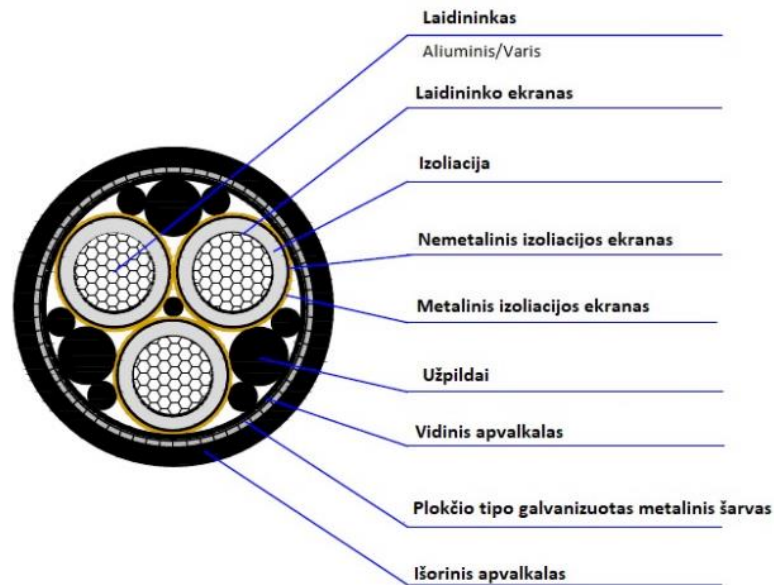 Laidininkas
Aliuminis/Varis
Laidininko ekranas
Izoliacija
Nemetalinis izoliacijos ekranas
Metalinis izoliacijos ekranas
Užpildai
Vidinis apvalkalas
Plokčio tipo galvanizuotas metalinis šarvas
Išorinis apvalkalas